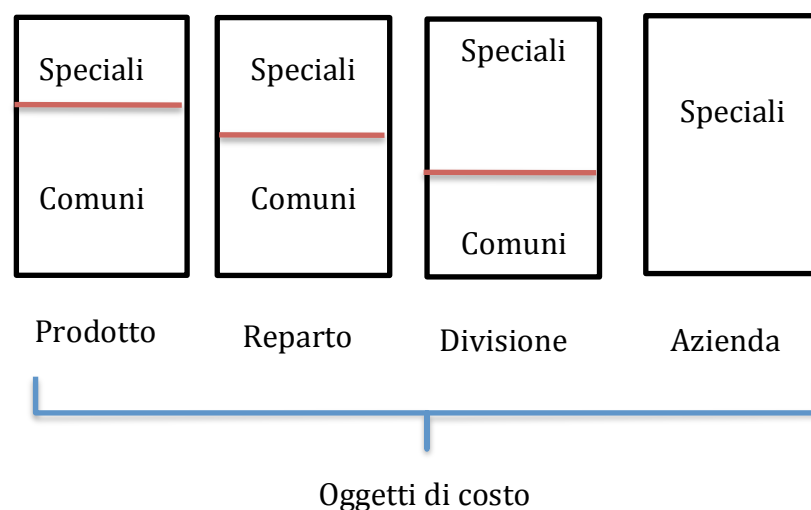 Speciali
Comuni
Speciali
Comuni
Speciali
Comuni
Speciali
Prodotto
Reparto
Divisione
Azienda
Oggetti di costo